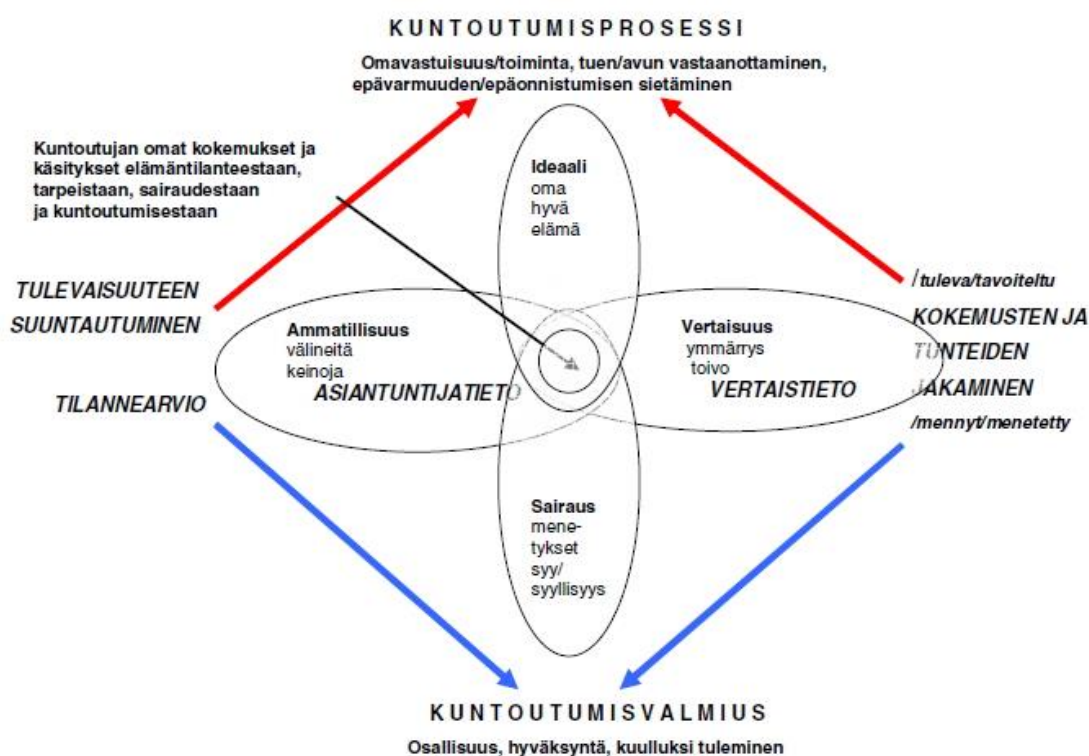 KUNTOUTUMISPROSESSI
Omavastuisuus/toiminta, tuen/avun vastaanottaminen,
epävarmuuden/epäonnistumisen sietäminen
Kuntoutujan omat kokemukset ja
käsitykset elämäntilanteestaan,
tarpeistaan, sairaudestaan
ja kuntoutumisestaan
Ideaali
oma
hyvä
elämä
TULEVAISUUTEEN
SUUNTAUTUMINEN
TILANNEARVIO
Ammatillisuus
välineitä
keinoja
ASIANTUNTIJATIETO
Vertaisuus
ymmärrys
toivo
VERTAISTIETO
/tuleva/tavoiteltu
KOKEMUSTEN JA
TUNTEIDEN
JAKAMINEN
/mennyt/menetetty
Sairaus
mene-
tykset
syy/
syyllisyys
KUNTOUTUMISVALMIUS
Osallisuus, hyväksyntä, kuulluksi tuleminen